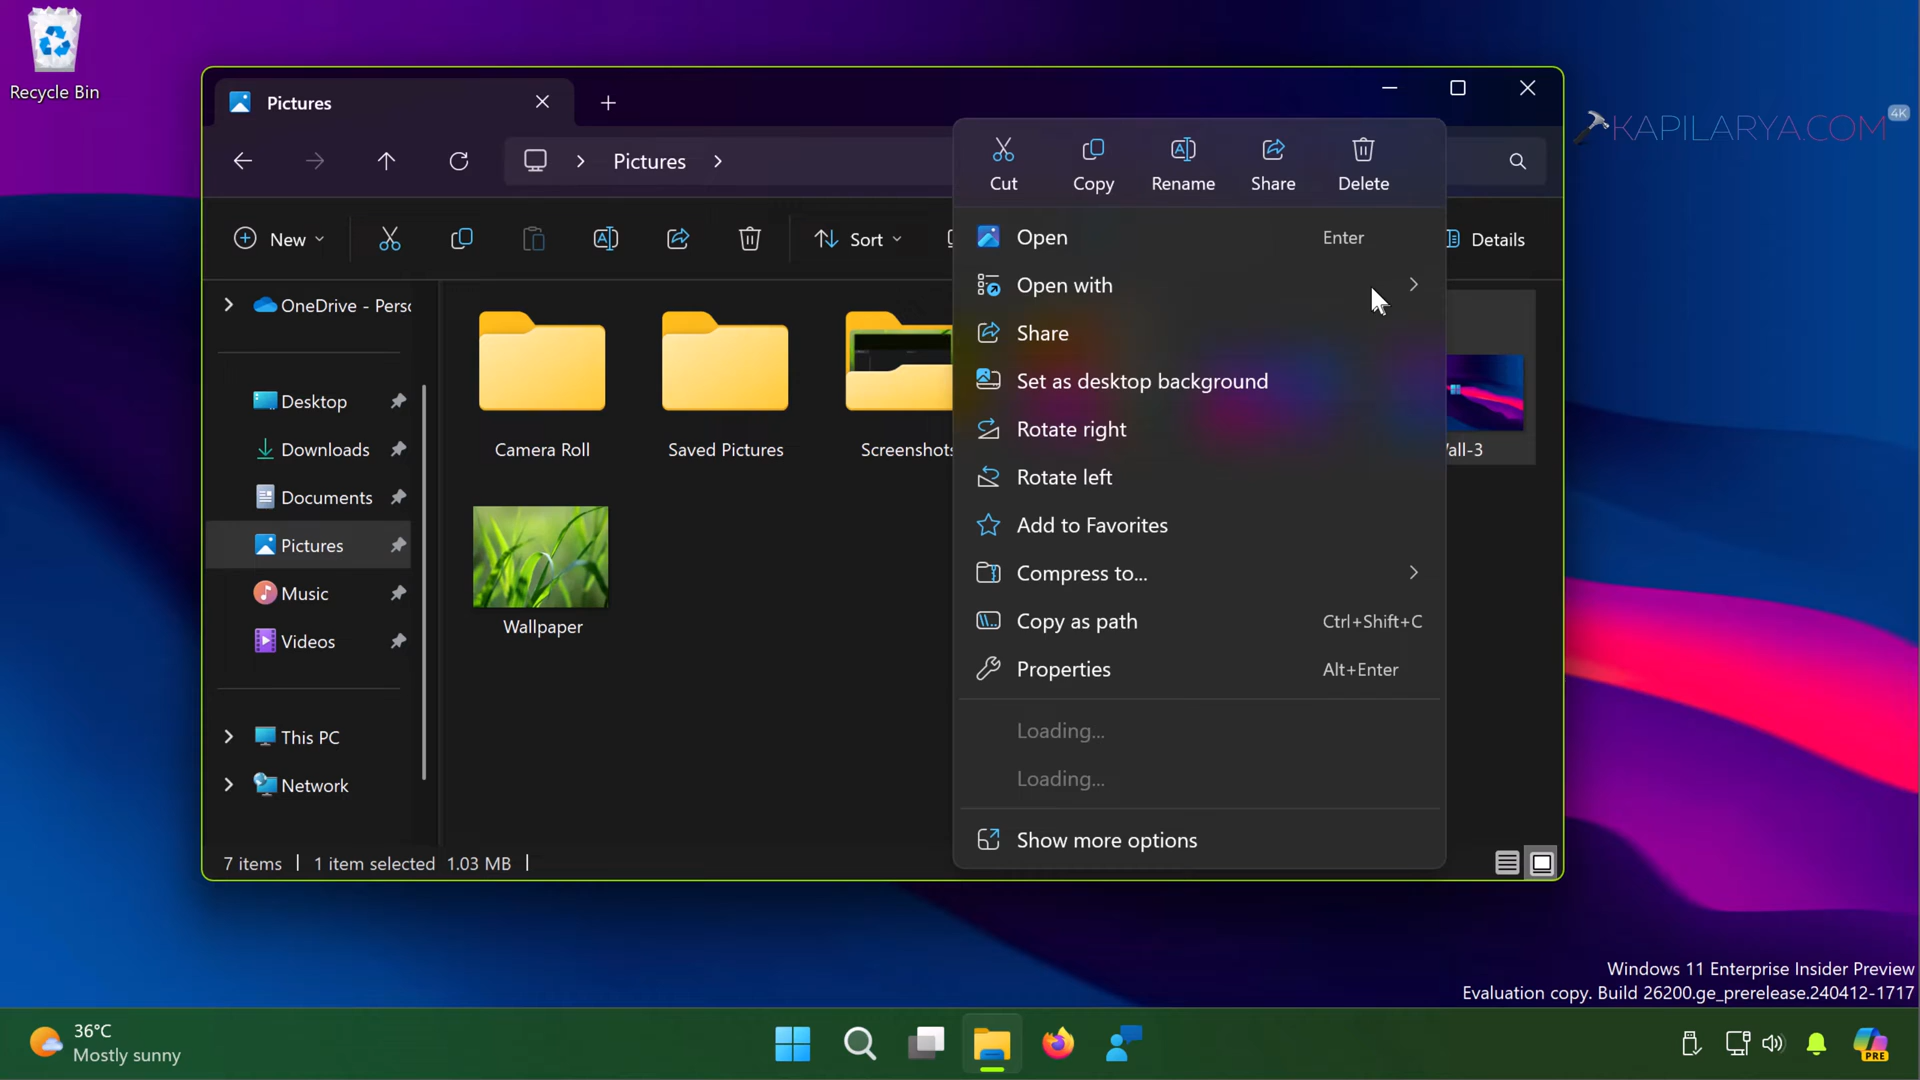 Recycle Bin
Pictures
KAPILARYA.COM
4K
Pictures
Cut
Copy
Rename
Share
Delete
New
Sort
Details
Open
Enter
Open with
Share
Set as desktop background
Rotate right
Rotate left
Add to Favorites
Compress to...
Copy as path
Ctrl+Shift+C
Properties
Alt+Enter
Loading...
Loading...
Show more options
OneDrive - Perso
Desktop
Downloads
Documents
Pictures
Music
Videos
This PC
Network
Camera Roll
Saved Pictures
Screenshots
all-3
Wallpaper
7 items
1 item selected 1.03 MB
Windows 11 Enterprise Insider Preview
Evaluation copy. Build 26200.ge_prerelease.240412-1717
36°C
Mostly sunny
PRE